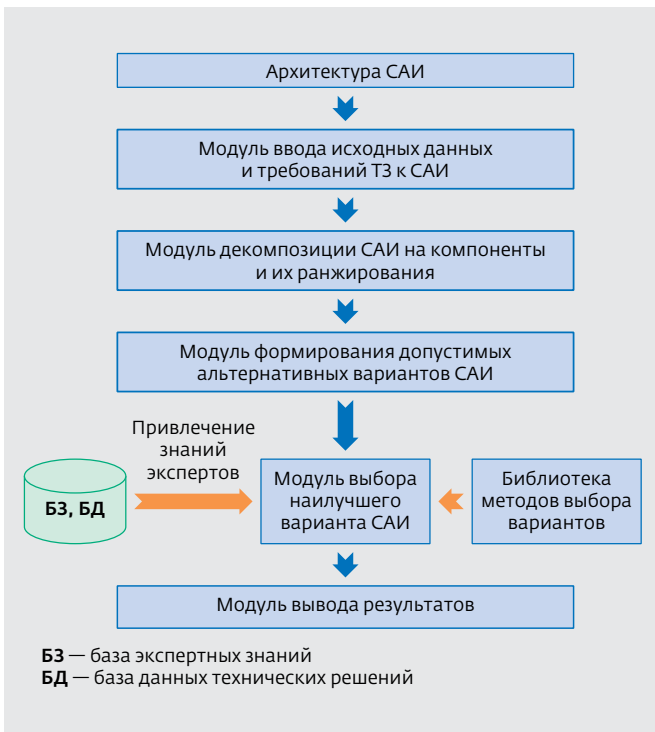 Архитектура САИ
Модуль ввода исходных данных
и требований ТЗ к САИ
Модуль декомпозиции САИ на компоненты
и их ранжирования
Модуль формирования допустимых
альтернативных вариантов САИ
Привлечение
знаний
экспертов
БЗ, БД
Модуль выбора
наилучшего
варианта САИ
Библиотека
методов выбора
вариантов
Модуль вывода результатов
БЗ — база экспертных знаний
БД — база данных технических решений